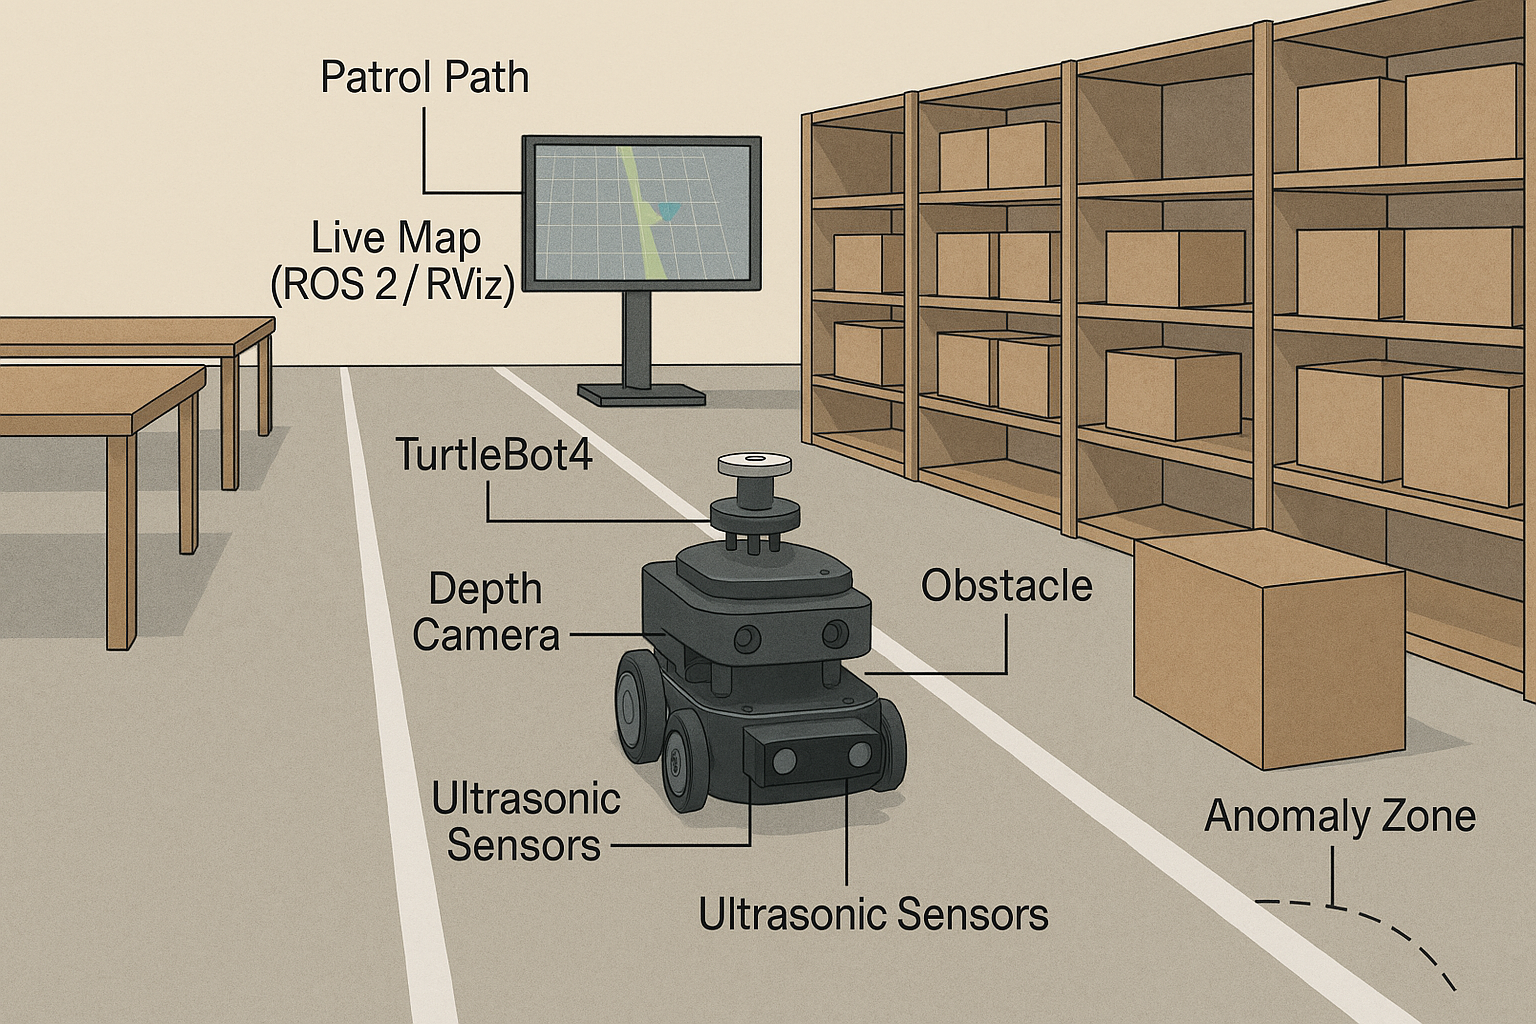 Patrol Path
Live Map
(ROS 2 / RViz)
TurtleBot4
Depth
Camera
Obstacle
Ultrasonic
Sensors
Anomaly Zone
Ultrasonic Sensors